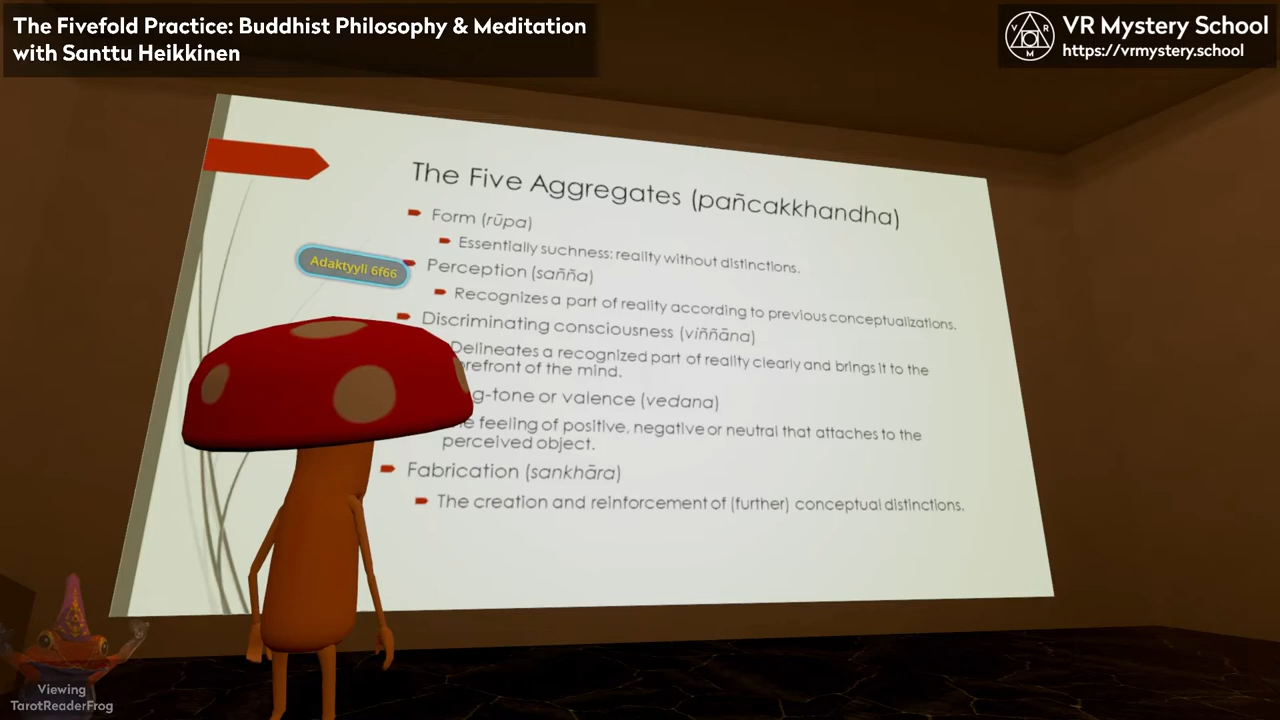 The Fivefold Practice: Buddhist Philosophy & Meditation
with Santtu Heikkinen
VR Mystery School
https://vrmystery.school
V R
M
The Five Aggregates (pañcakkhandha)
Form (rūpa)
Essentially suchness: reality without distinctions.
Adaktyyli 6f66
Perception (sañña)
Recognizes a part of reality according to previous conceptualizations.
Discriminating consciousness (viññāna)
Delineates a recognized part of reality clearly and brings it to the
of the mind.
or valence (vedana)
feeling of positive, negative or neutral that attaches to the
perceived object.
Fabrication (sankhāra)
The creation and reinforcement of (further) conceptual distinctions.
Viewing
TarotReaderFrog